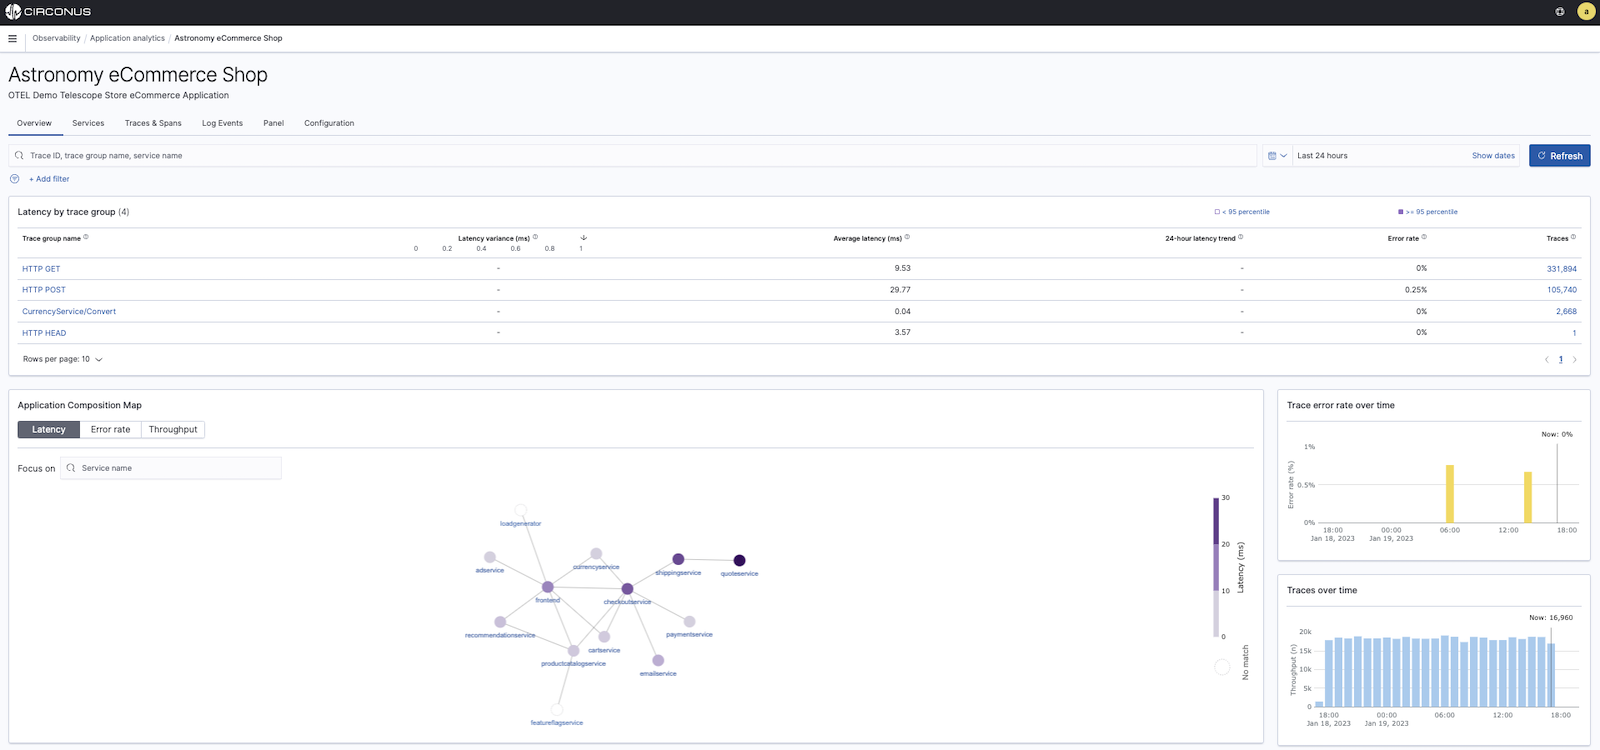 CIRCONUS
a
Observability / Application analytics / Astronomy eCommerce Shop
Astronomy eCommerce Shop
OTEL Demo Telescope Store eCommerce Application
Overview Services Traces & Spans Log Events Panel Configuration
Trace ID, trace group name, service name
Last 24 hours Show dates Refresh
+ Add filter
Latency by trace group (4)
< 95 percentile >= 95 percentile
Trace group name Latency variance (ms) Average latency (ms) 24-hour latency trend Error rate Traces
0 0.2 0.4 0.6 0.8 1
HTTP GET - 9.53 - 0% 331,894
HTTP POST - 29.77 - 0.25% 105,740
CurrencyService/Convert - 0.04 - 0% 2,668
HTTP HEAD - 3.57 - 0% 1
Rows per page: 10
1
Application Composition Map
Latency Error rate Throughput
Focus on Service name
loadgenerator
adservice
currencyservice
shippingservice
quoteservice
frontend
checkoutservice
recommendationservice
paymentservice
cartservice
productcatalogservice
emailservice
featureflagservice
30
20
10
0
Latency (ms)
No match
Trace error rate over time
Now: 0%
1%
0.5%
0%
Error rate (%)
18:00 00:00 06:00 12:00 18:00
Jan 18, 2023 Jan 19, 2023
Traces over time
Now: 16,960
20k
15k
10k
5k
0
Throughput (n)
18:00 00:00 06:00 12:00 18:00
Jan 18, 2023 Jan 19, 2023